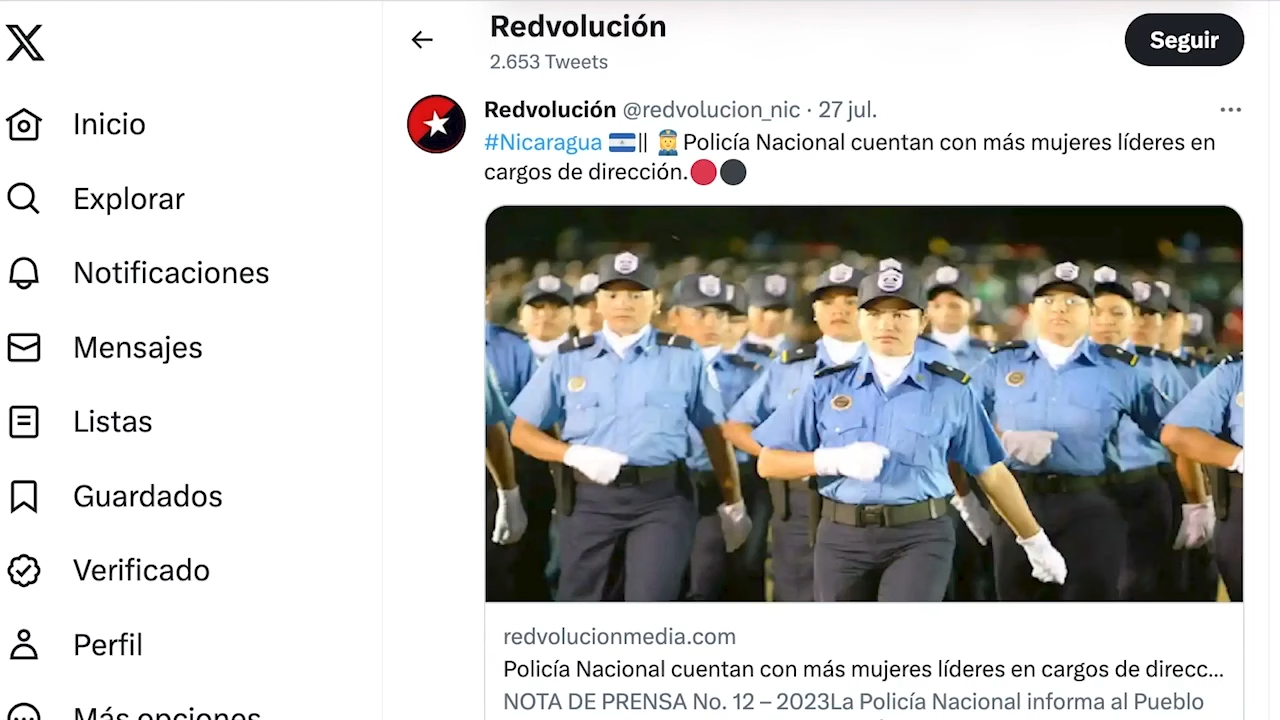 Redvolución
2.653 Tweets
Seguir
Inicio
Explorar
Notificaciones
Mensajes
Listas
Guardados
Verificado
Perfil
Más opciones
Redvolución @redvolucion_nic · 27 jul.
#Nicaragua 🇳🇮|| 👮‍♀️Policía Nacional cuentan con más mujeres líderes en
cargos de dirección.🔴⚫
redvolucionmedia.com
Policía Nacional cuentan con más mujeres líderes en cargos de direcc...
NOTA DE PRENSA No. 12 – 2023La Policía Nacional informa al Pueblo